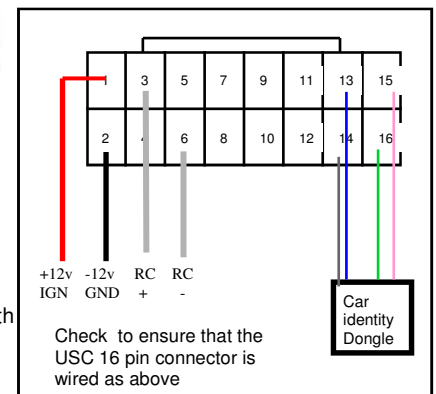 1 3 5 7 9 11 13 15
2 4 6 8 10 12 14 16
+12v -12v RC RC
IGN GND + -
th
Car
identity
Dongle
Check to ensure that the
USC 16 pin connector is
wired as above